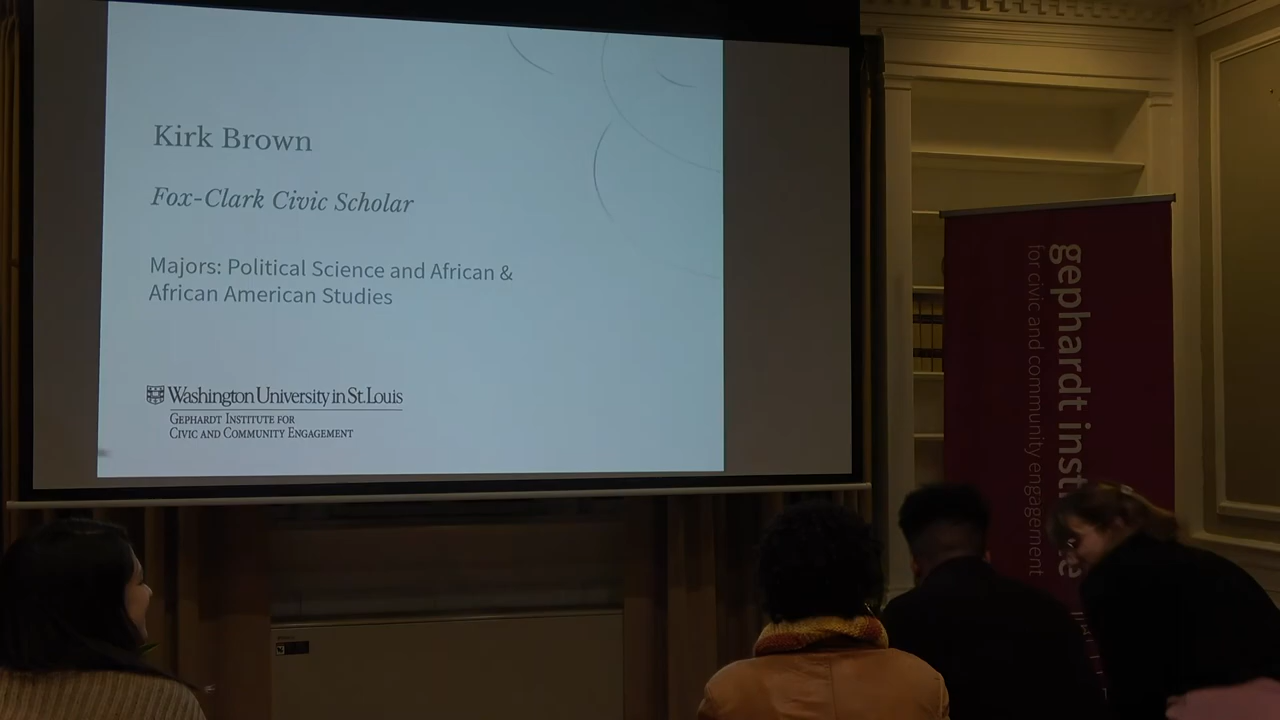 Kirk Brown
Fox-Clark Civic Scholar
Majors: Political Science and African &
African American Studies
Washington University in St. Louis
GEPHARDT INSTITUTE FOR
CIVIC AND COMMUNITY ENGAGEMENT
gephardt institute
for civic and community engagement